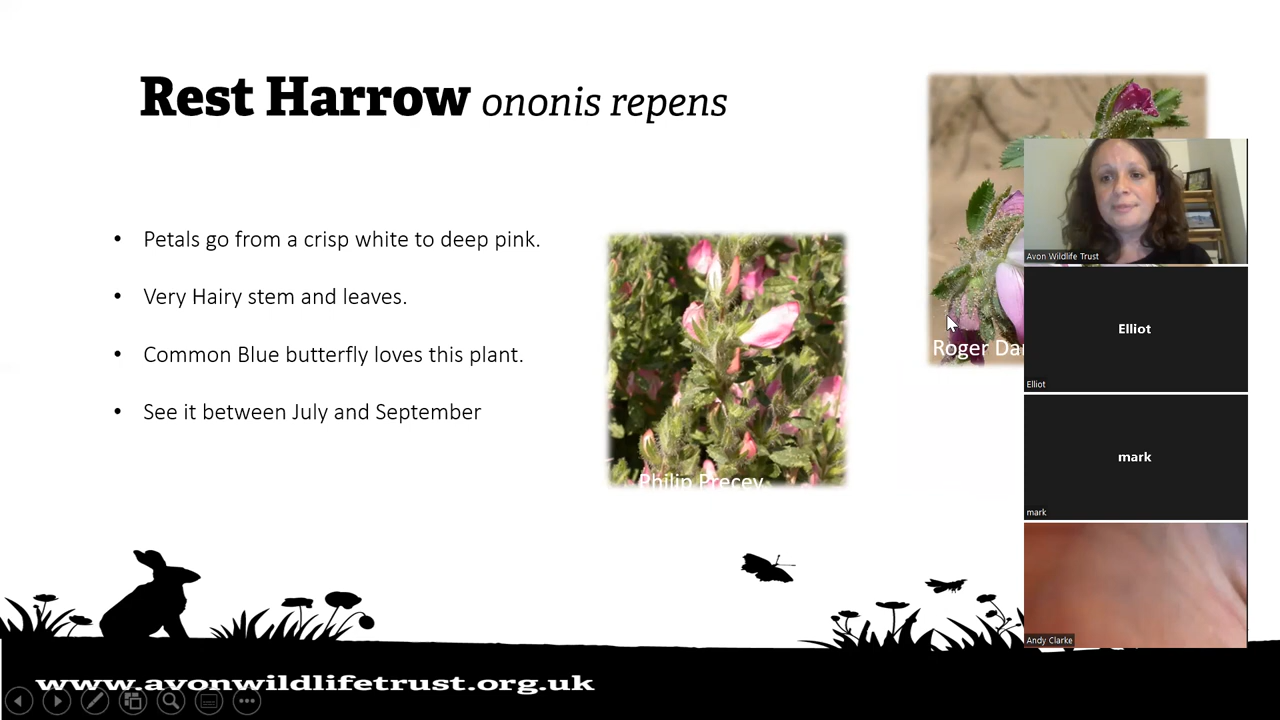 Rest Harrow ononis repens
• Petals go from a crisp white to deep pink.
• Very Hairy stem and leaves.
• Common Blue butterfly loves this plant.
• See it between July and September
Philip Precey
Roger
Avon Wildlife Trust
Elliot
Elliot
mark
mark
Andy Clarke
www.avonwildlifetrust.org.uk